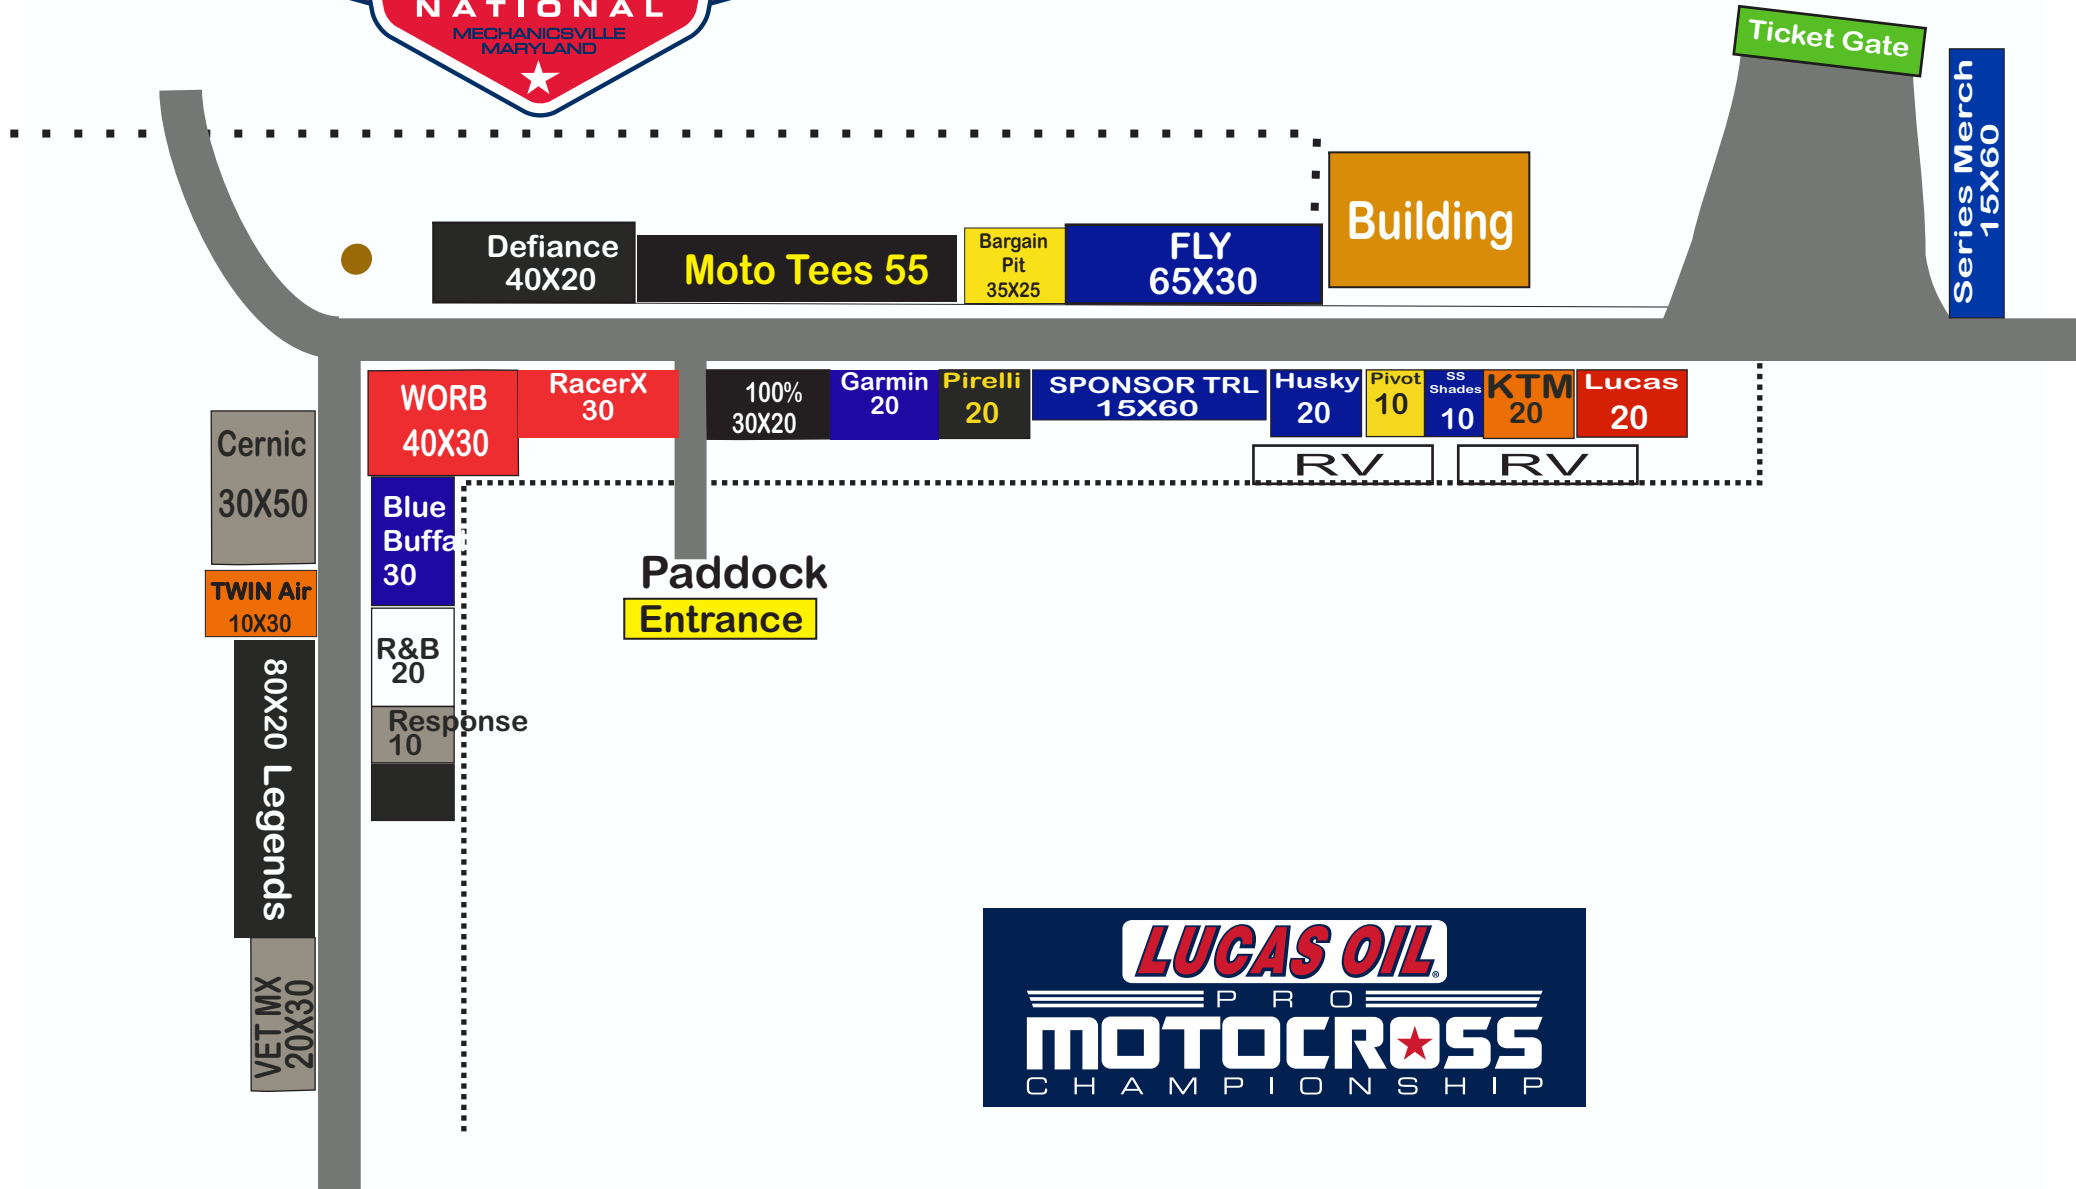 NATIONAL
MECHANICSVILLE
MARYLAND
Ticket Gate
Series Merch
15X60
Building
Defiance
40X20
Moto Tees 55
Bargain
Pit
35X25
FLY
65X30
WORB
40X30
RacerX
30
100%
30X20
Garmin
20
Pirelli
20
SPONSOR TRL
15X60
Husky
20
Pivot
10
SS
Shades
10
KTM
20
Lucas
20
RV
RV
Cernic
30X50
Blue
Buffa
30
Paddock
Entrance
TWIN Air
10X30
R&B
20
Response
10
80X20 Legends
VET MX
20X30
LUCAS OIL®
PRO
MOTOCROSS
CHAMPIONSHIP